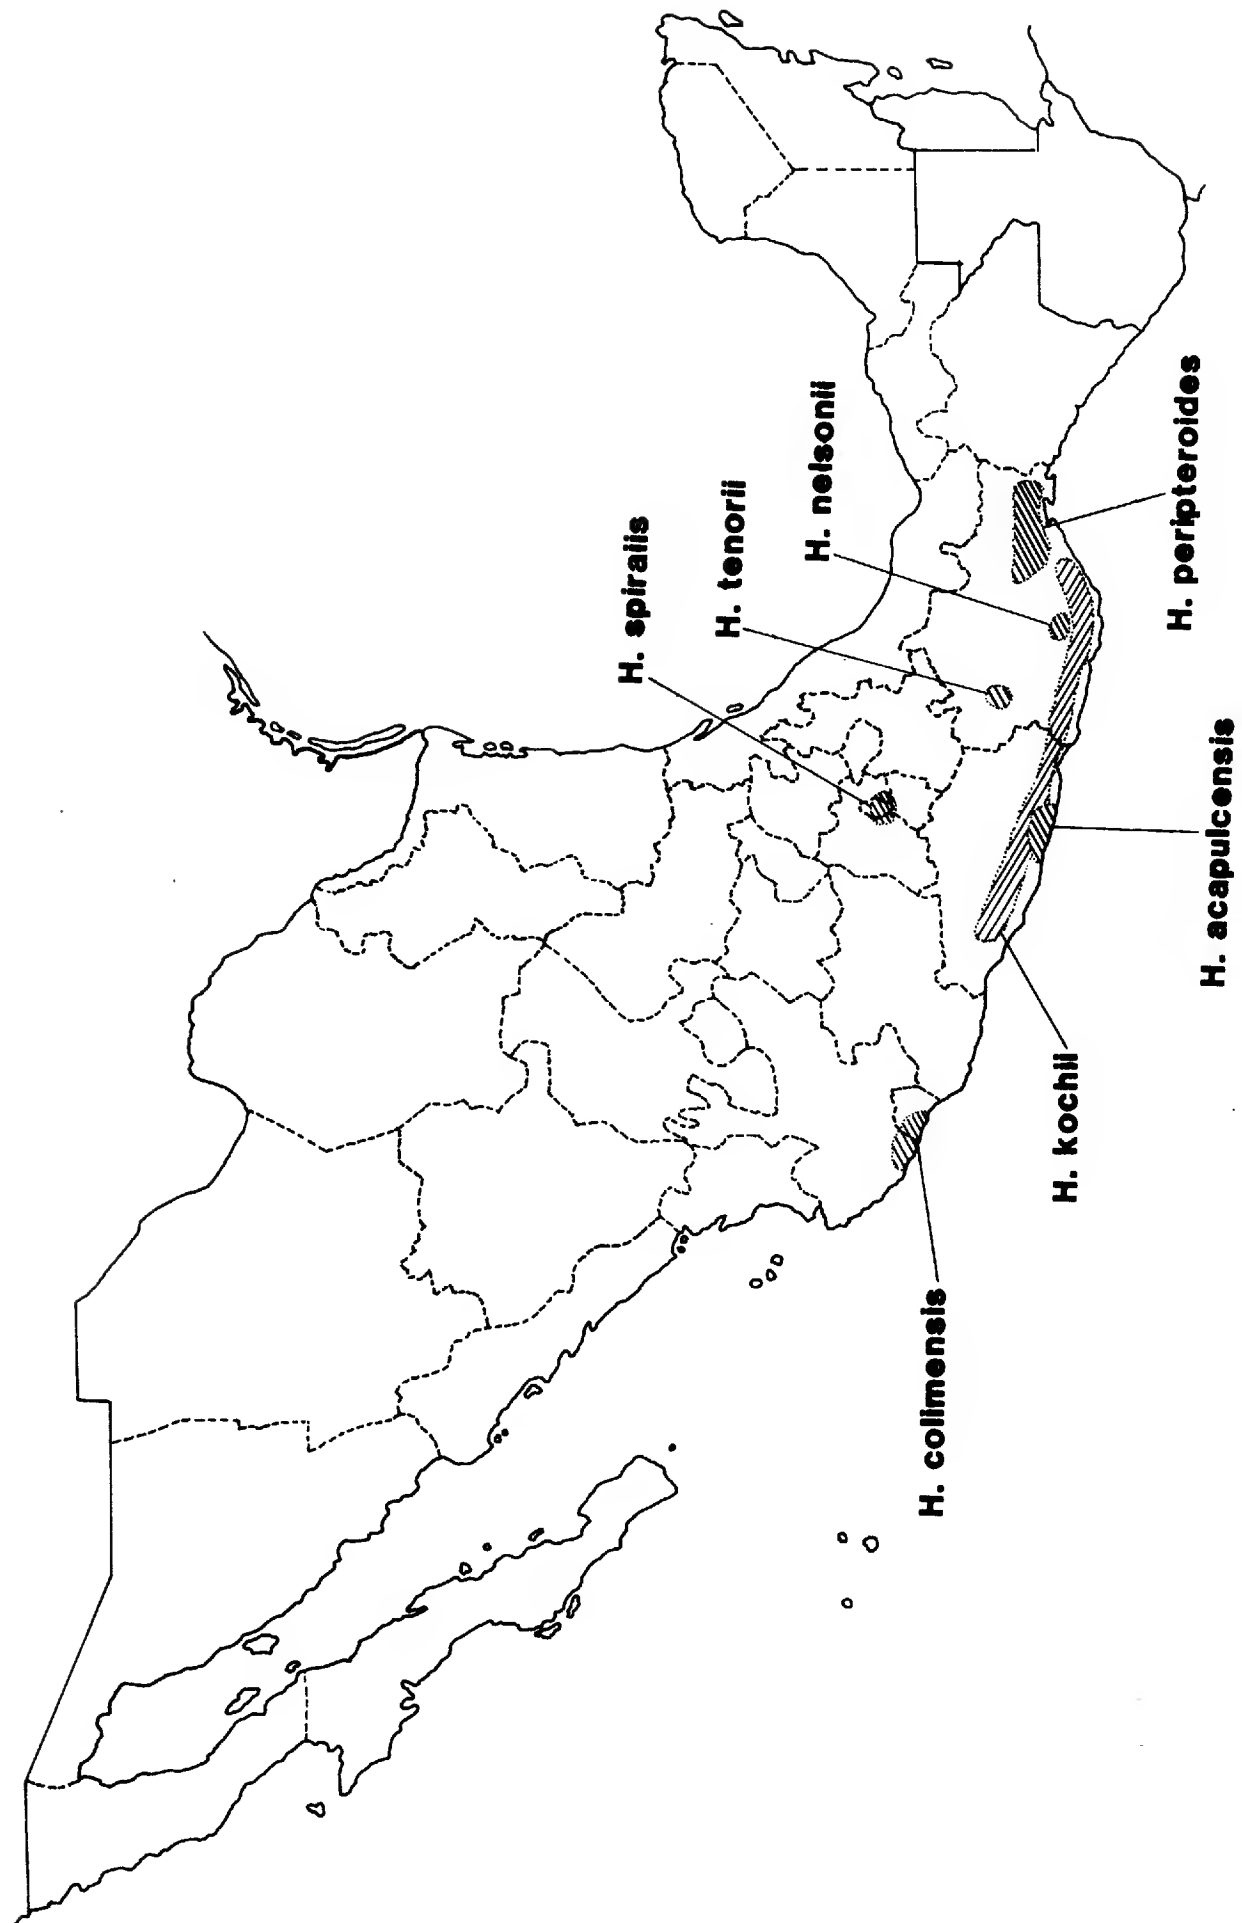 H. spiralis
H. tenorii
H. nelsonii
H. peripteroides
H. acapulcensis
H. kochii
H. colimensis